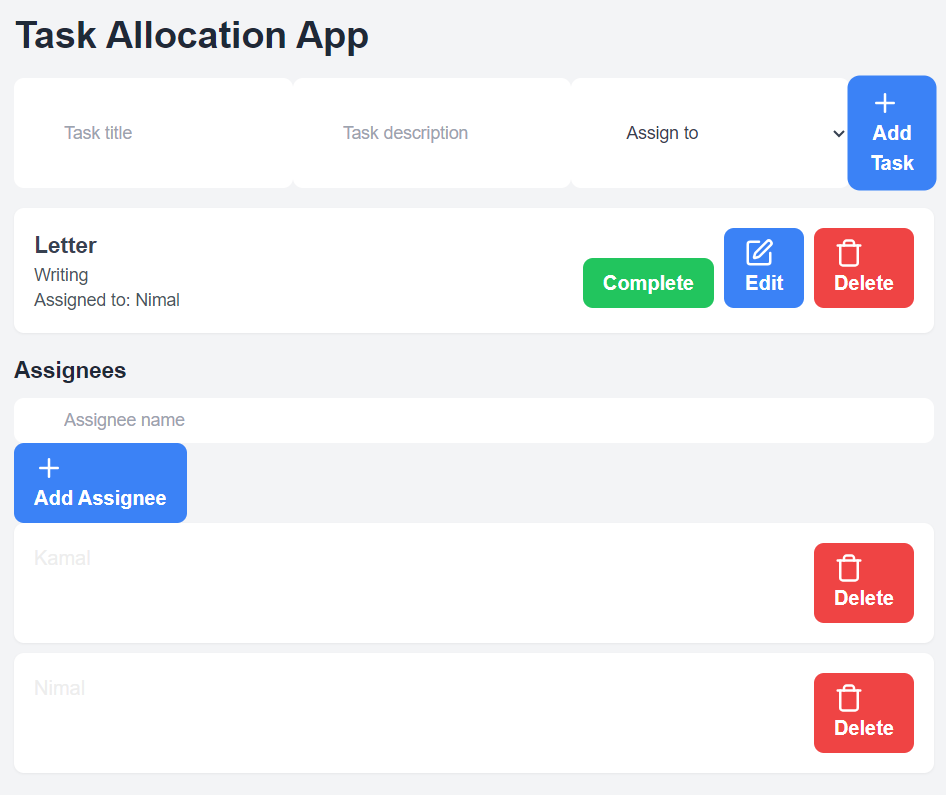 Task Allocation App
Task title
Task description
Assign to
Add
Task
Letter
Writing
Assigned to: Nimal
Complete
Edit
Delete
Assignees
Assignee name
Add Assignee
Kamal
Delete
Nimal
Delete